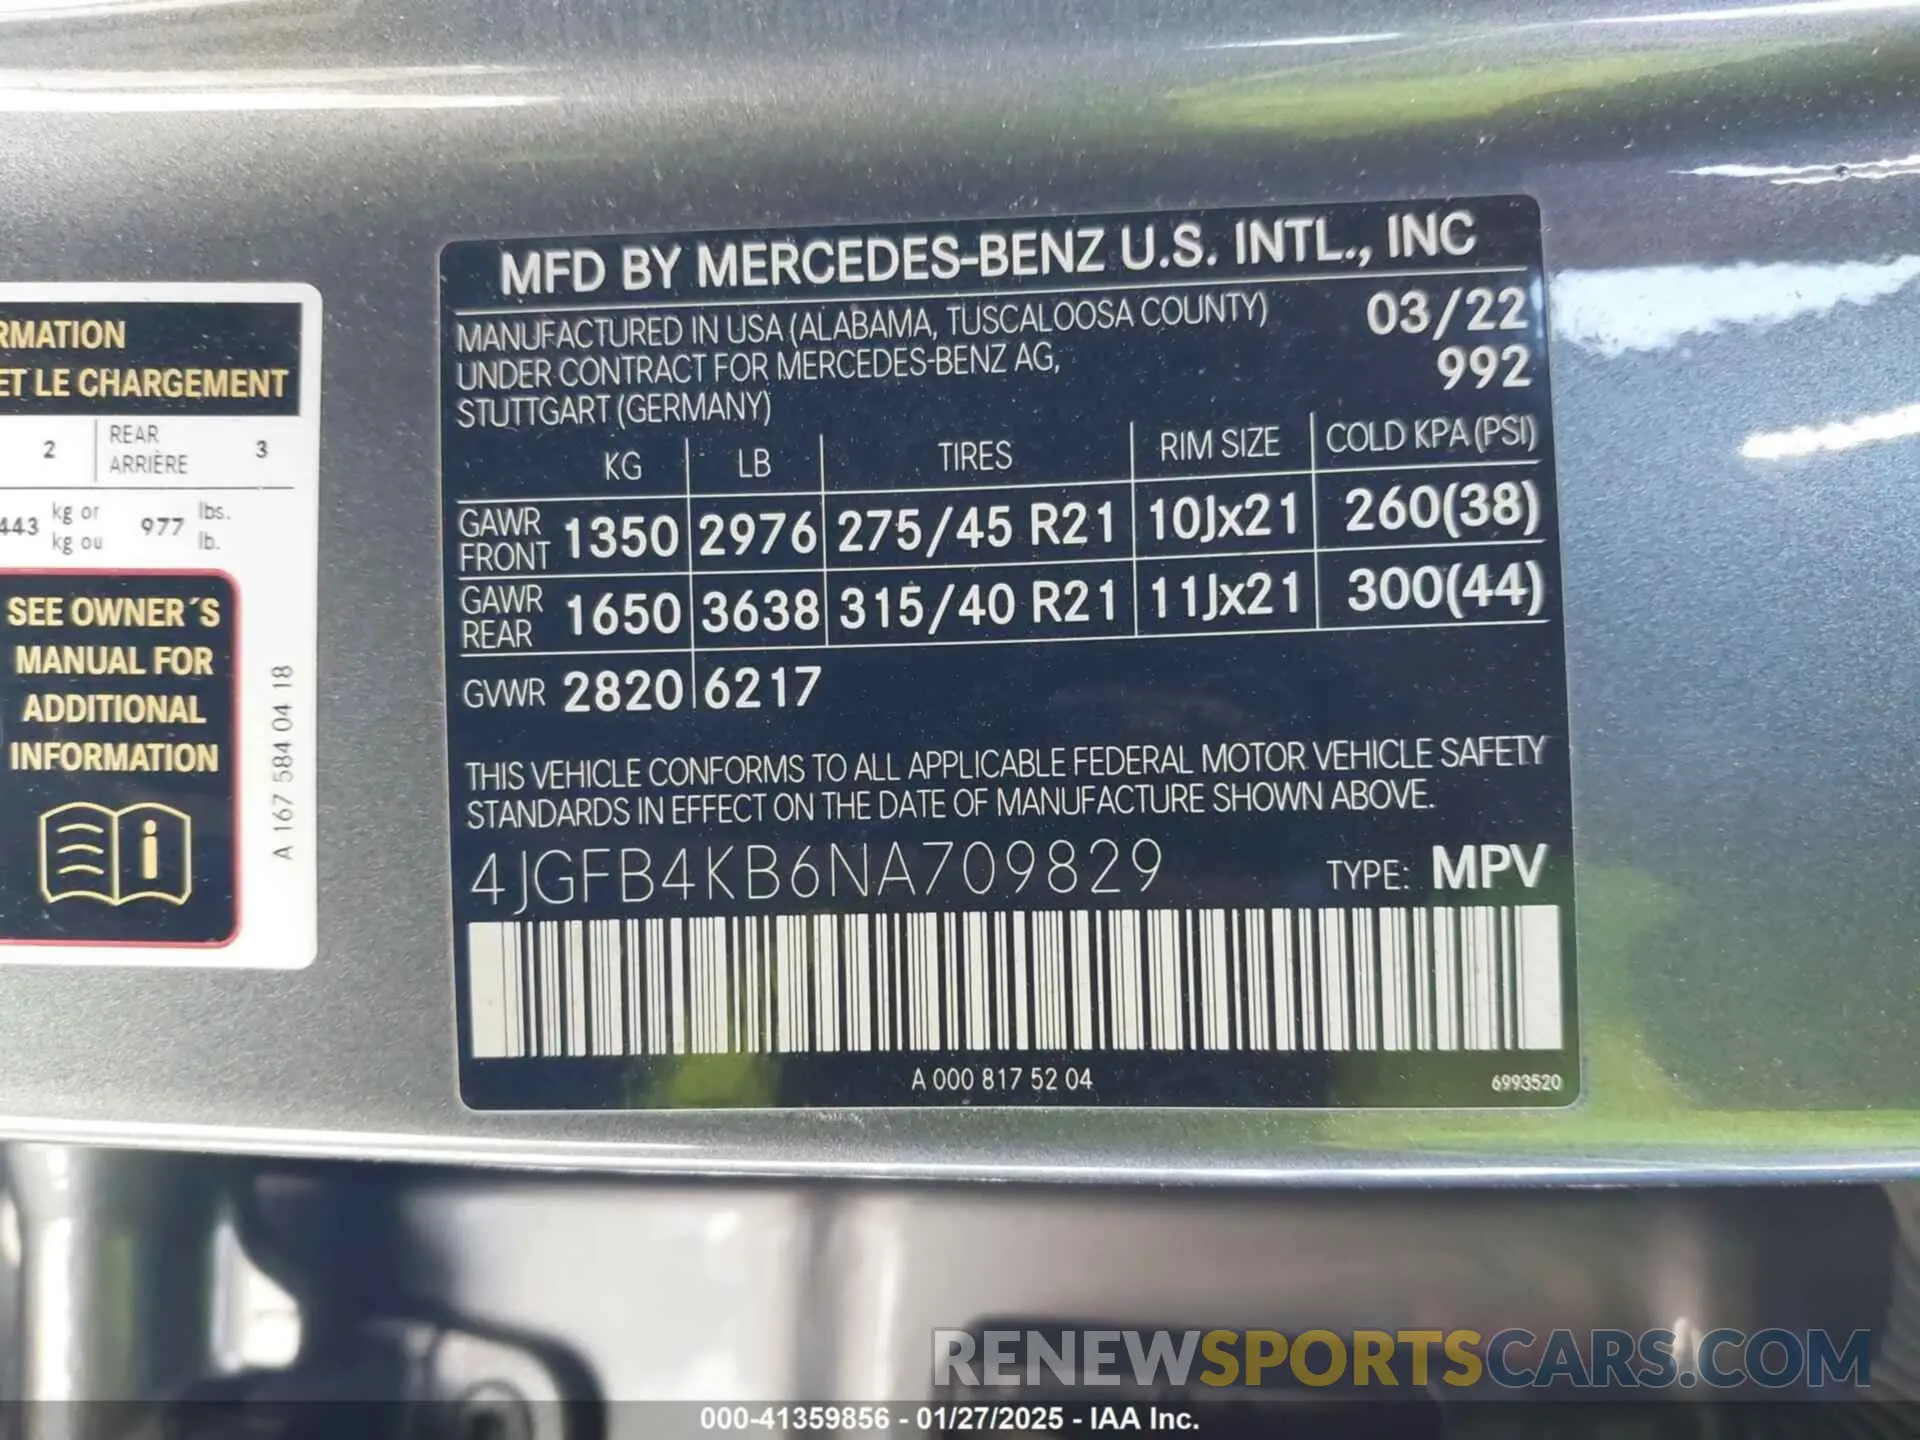 RMATION
ET LE CHARGEMENT
2 REAR ARRIÈRE 3
443 kg or kg ou 977 lbs. lb.
SEE OWNER´S
MANUAL FOR
ADDITIONAL
INFORMATION
A 167 584 04 18
MFD BY MERCEDES-BENZ U.S. INTL., INC
MANUFACTURED IN USA (ALABAMA, TUSCALOOSA COUNTY) 03/22
UNDER CONTRACT FOR MERCEDES-BENZ AG, 992
STUTTGART (GERMANY)
KG LB TIRES RIM SIZE COLD KPA (PSI)
GAWR FRONT 1350 2976 275/45 R21 10Jx21 260(38)
GAWR REAR 1650 3638 315/40 R21 11Jx21 300(44)
GVWR 2820 6217
THIS VEHICLE CONFORMS TO ALL APPLICABLE FEDERAL MOTOR VEHICLE SAFETY
STANDARDS IN EFFECT ON THE DATE OF MANUFACTURE SHOWN ABOVE.
4JGFB4KB6NA709829 TYPE: MPV
A 000 817 52 04 6993520
RENEWSPORTSCARS.COM
000-41359856 - 01/27/2025 - IAA Inc.